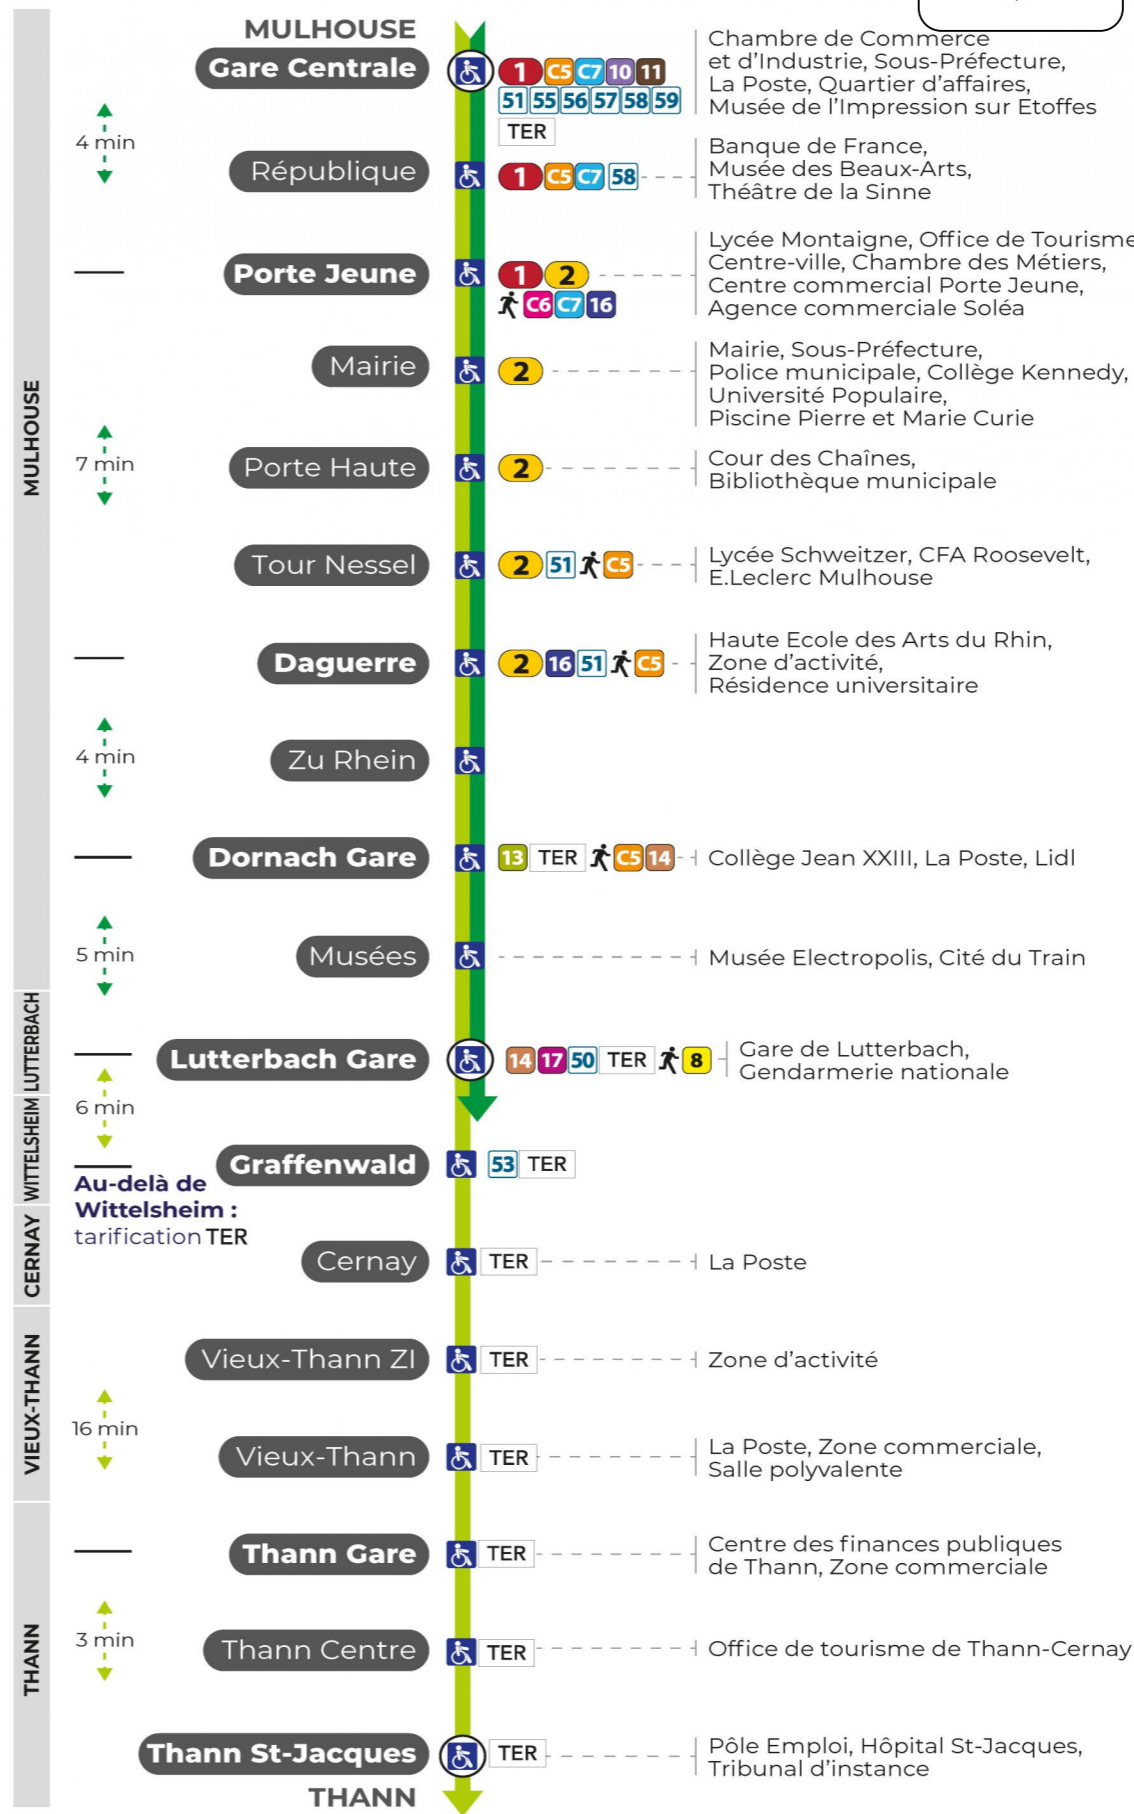 MULHOUSE
Gare Centrale
1 C5 C7 10 11
51 55 56 57 58 59
TER
Chambre de Commerce
et d'Industrie, Sous-Préfecture,
La Poste, Quartier d'affaires,
Musée de l'Impression sur Etoffes
4 min
République
1 C5 C7 58
Banque de France,
Musée des Beaux-Arts,
Théâtre de la Sinne
Porte Jeune
1 2
C6 C7 16
Lycée Montaigne, Office de Tourisme
Centre-ville, Chambre des Métiers,
Centre commercial Porte Jeune,
Agence commerciale Soléa
Mairie
2
Mairie, Sous-Préfecture,
Police municipale, Collège Kennedy,
Université Populaire,
Piscine Pierre et Marie Curie
MULHOUSE
7 min
Porte Haute
2
Cour des Chaînes,
Bibliothèque municipale
Tour Nessel
2 51 C5
Lycée Schweitzer, CFA Roosevelt,
E.Leclerc Mulhouse
Daguerre
2 16 51 C5
Haute Ecole des Arts du Rhin,
Zone d'activité,
Résidence universitaire
4 min
Zu Rhein
Dornach Gare
13 TER C5 14
Collège Jean XXIII, La Poste, Lidl
5 min
Musées
Musée Electropolis, Cité du Train
LUTTERBACH
Lutterbach Gare
14 17 50 TER 8
Gare de Lutterbach,
Gendarmerie nationale
6 min
WITTELSHEIM
Graffenwald
53 TER
Au-delà de
Wittelsheim :
tarification TER
CERNAY
Cernay
TER
La Poste
VIEUX-THANN
Vieux-Thann ZI
TER
Zone d'activité
16 min
Vieux-Thann
TER
La Poste, Zone commerciale,
Salle polyvalente
Thann Gare
TER
Centre des finances publiques
de Thann, Zone commerciale
THANN
3 min
Thann Centre
TER
Office de tourisme de Thann-Cernay
Thann St-Jacques
TER
Pôle Emploi, Hôpital St-Jacques,
Tribunal d'instance
THANN